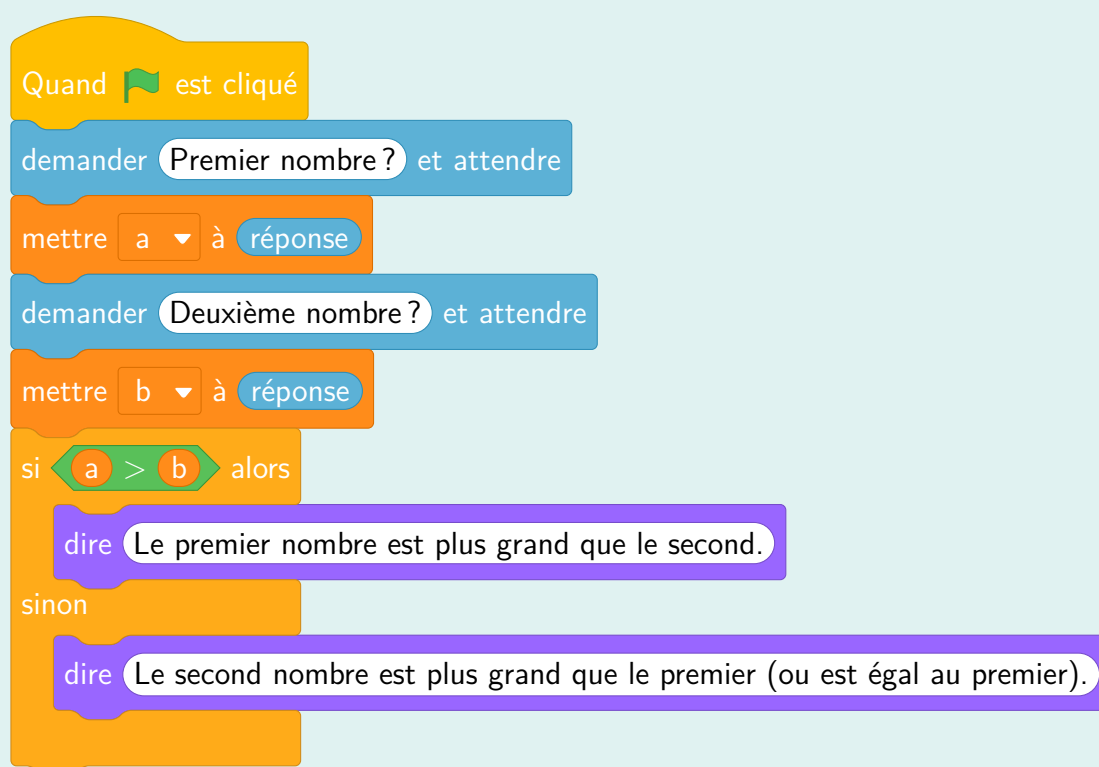 Quand est cliqué
demander Premier nombre ? et attendre
mettre a à réponse
demander Deuxième nombre ? et attendre
mettre b à réponse
si a > b alors
dire Le premier nombre est plus grand que le second.
sinon
dire Le second nombre est plus grand que le premier (ou est égal au premier).